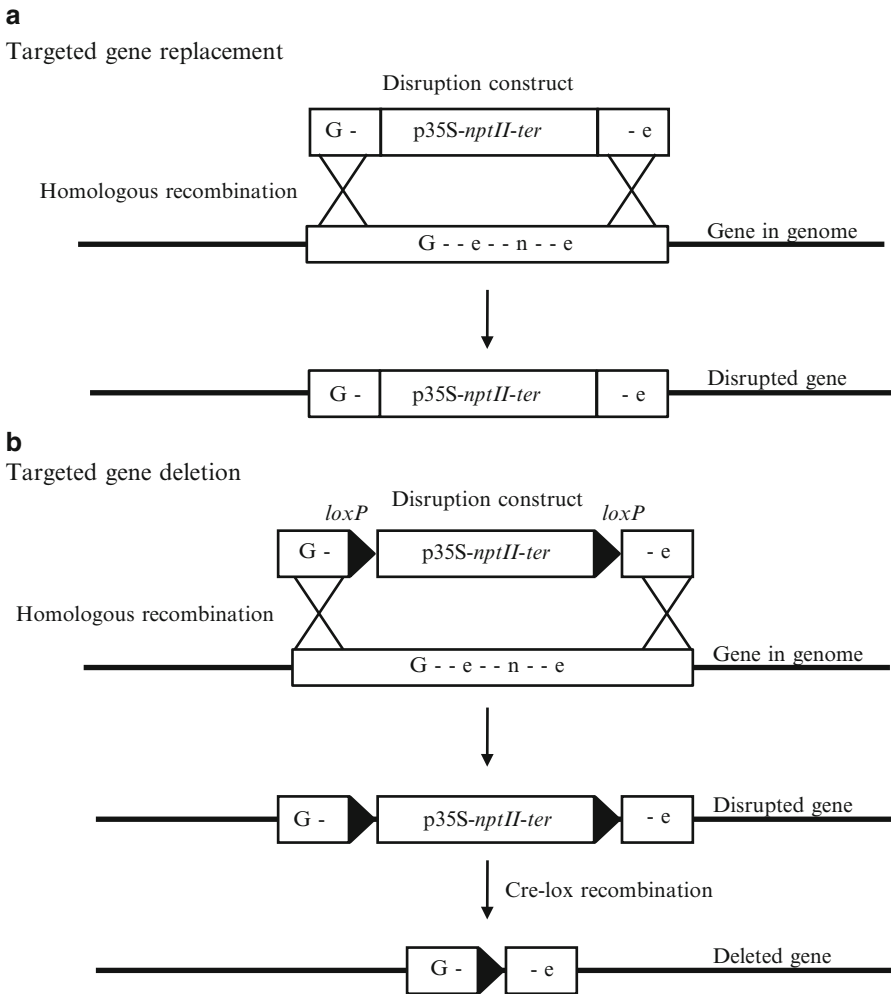 a
Targeted gene replacement
Disruption construct
G - p35S-nptII-ter - e
Homologous recombination
G - - e - - n - - e
Gene in genome
G - p35S-nptII-ter - e
Disrupted gene
b
Targeted gene deletion
loxP Disruption construct loxP
G - p35S-nptII-ter - e
Homologous recombination
G - - e - - n - - e
Gene in genome
G - p35S-nptII-ter - e
Disrupted gene
Cre-lox recombination
G - - e
Deleted gene